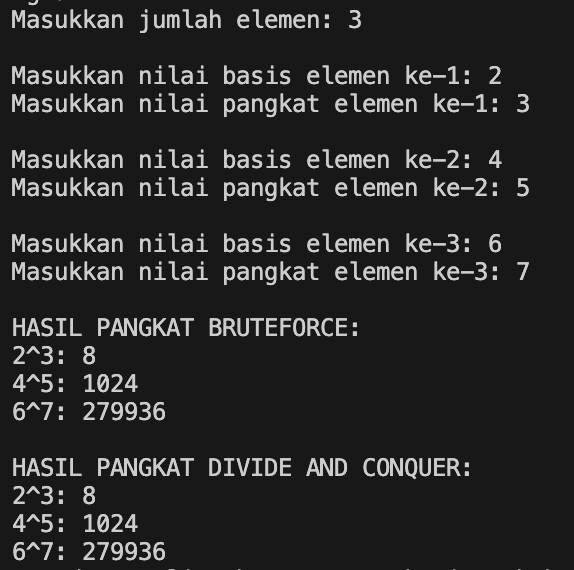 Masukkan jumlah elemen: 3
Masukkan nilai basis elemen ke-1: 2
Masukkan nilai pangkat elemen ke-1: 3
Masukkan nilai basis elemen ke-2: 4
Masukkan nilai pangkat elemen ke-2: 5
Masukkan nilai basis elemen ke-3: 6
Masukkan nilai pangkat elemen ke-3: 7
HASIL PANGKAT BRUTEFORCE:
2^3: 8
4^5: 1024
6^7: 279936
HASIL PANGKAT DIVIDE AND CONQUER:
2^3: 8
4^5: 1024
6^7: 279936